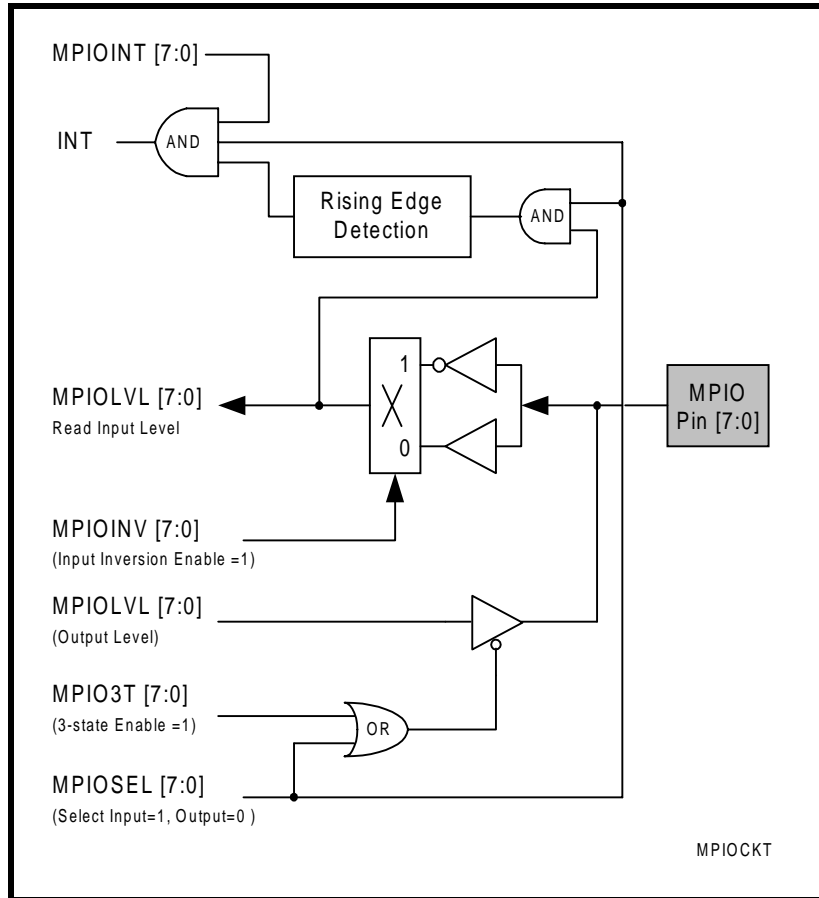 MPIOINT [7:0]
INT
AND
Rising Edge
Detection
AND
MPIOLVL [7:0]
Read Input Level
1
0
MPIO
Pin [7:0]
MPIOINV [7:0]
(Input Inversion Enable =1)
MPIOLVL [7:0]
(Output Level)
MPIO3T [7:0]
(3-state Enable =1)
OR
MPIOSEL [7:0]
(Select Input=1, Output=0 )
MPIOCKT